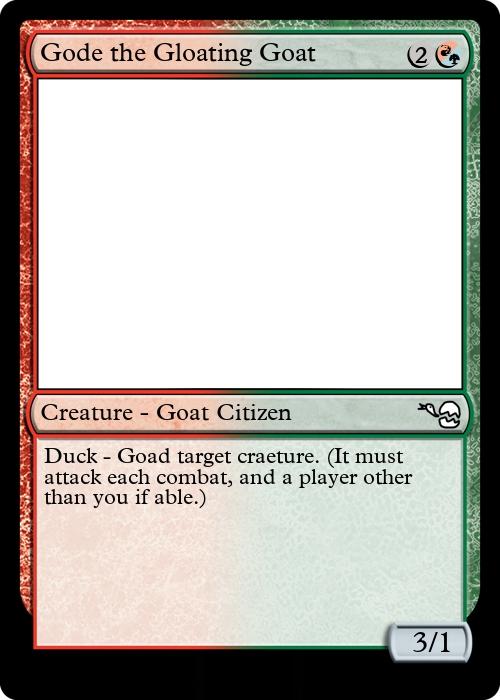 Gode the Gloating Goat 2
Creature - Goat Citizen
Duck - Goad target craeture. (It must
attack each combat, and a player other
than you if able.)
3/1